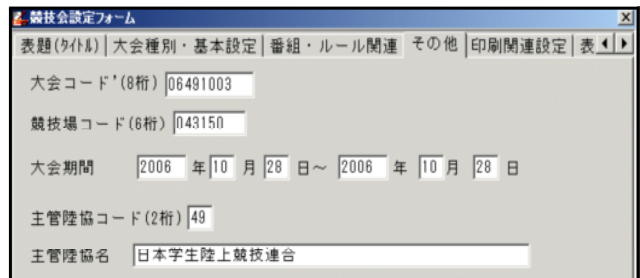 競技会設定フォーム
表題(タイトル) 大会種別・基本設定 番組・ルール関連 その他 印刷関連設定 表
大会コード'(8桁) 06491003
競技場コード(6桁) 043150
大会期間 2006 年 10 月 28 日～ 2006 年 10 月 28 日
主管陸協コード(2桁) 49
主管陸協名 日本学生陸上競技連合